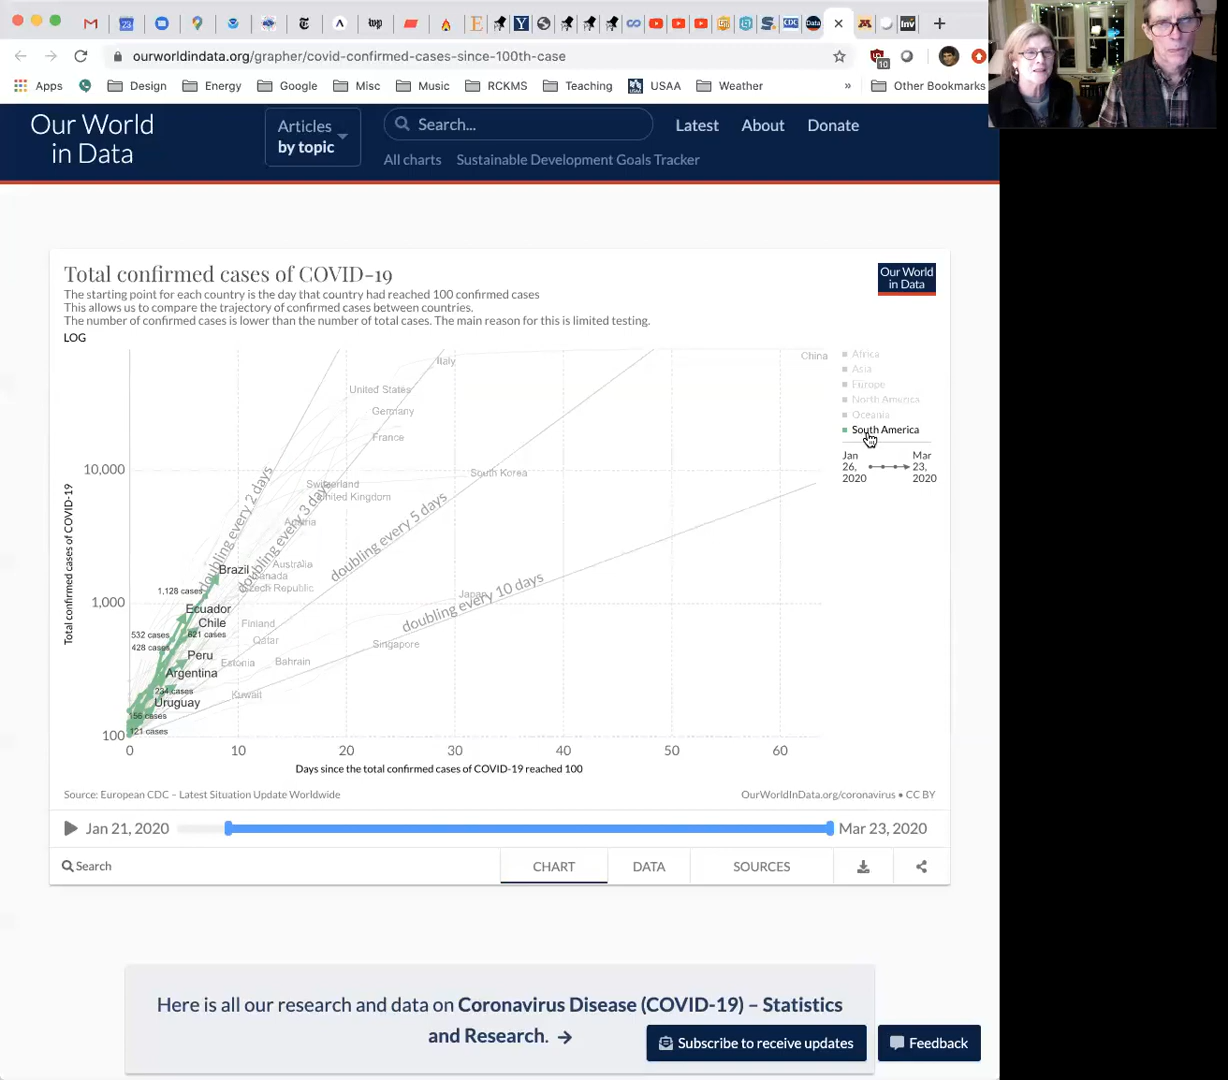 23
T
A
wp
E
Y
CDC
Data
Inv
ourworldindata.org/grapher/covid-confirmed-cases-since-100th-case
10
Apps
Design
Energy
Google
Misc
Music
RCKMS
Teaching
USAA
Weather
»
Other Bookmarks
Our World
in Data
Articles
by topic
Search...
Latest
About
Donate
All charts
Sustainable Development Goals Tracker
Total confirmed cases of COVID-19
The starting point for each country is the day that country had reached 100 confirmed cases
This allows us to compare the trajectory of confirmed cases between countries.
The number of confirmed cases is lower than the number of total cases. The main reason for this is limited testing.
Our World
in Data
LOG
Total confirmed cases of COVID-19
10,000
1,000
100
Italy
China
United States
Germany
France
South Korea
Switzerland
United Kingdom
Austria
doubling every 2 days
doubling every 3 days
doubling every 5 days
doubling every 10 days
Australia
Canada
Czech Republic
Japan
Brazil
1,128 cases
Ecuador
Chile
532 cases
621 cases
428 cases
Finland
Qatar
Singapore
Peru
Estonia
Bahrain
Argentina
234 cases
Kuwait
Uruguay
156 cases
121 cases
0
10
20
30
40
50
60
Days since the total confirmed cases of COVID-19 reached 100
Africa
Asia
Europe
North America
Oceania
South America
Jan
26,
2020
Mar
23,
2020
Source: European CDC – Latest Situation Update Worldwide
OurWorldInData.org/coronavirus • CC BY
Jan 21, 2020
Mar 23, 2020
Search
CHART
DATA
SOURCES
Here is all our research and data on Coronavirus Disease (COVID-19) – Statistics
and Research. →
Subscribe to receive updates
Feedback